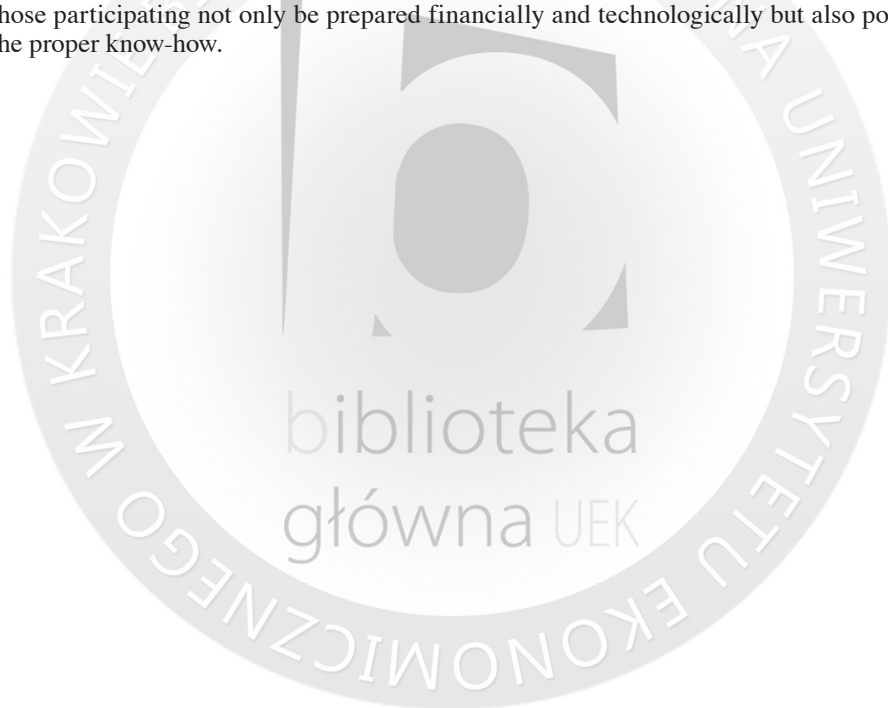 hose participating not only be prepared financially and technologically but also po
he proper know-how.
biblioteka
główna UEK
NA UNIWERSYTETU EKONOMICZNEGO W KRAKOWIE